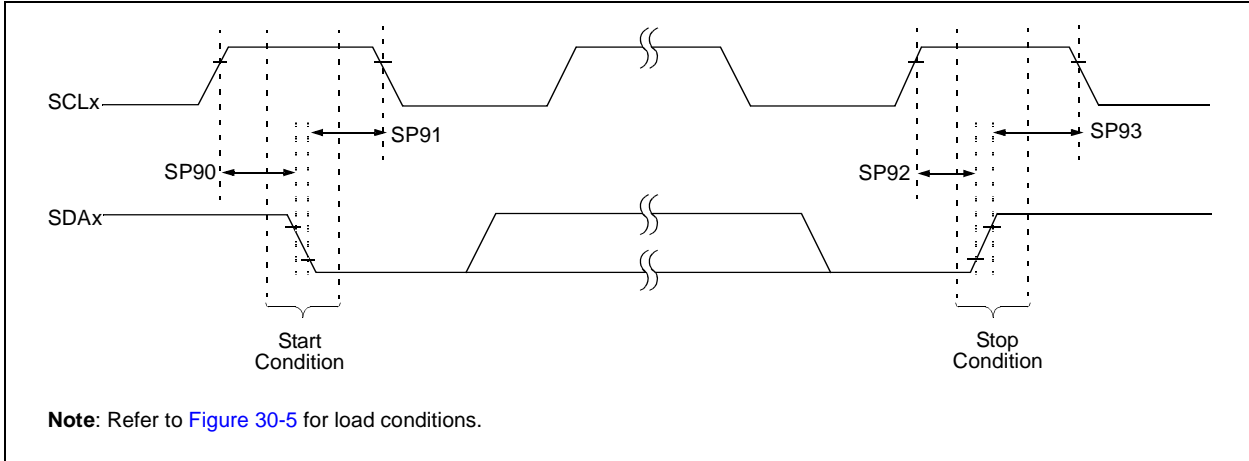 SCLx
SP91
SP93
SP90
SP92
SDAx
Start
Condition
Stop
Condition
Note: Refer to Figure 30-5 for load conditions.